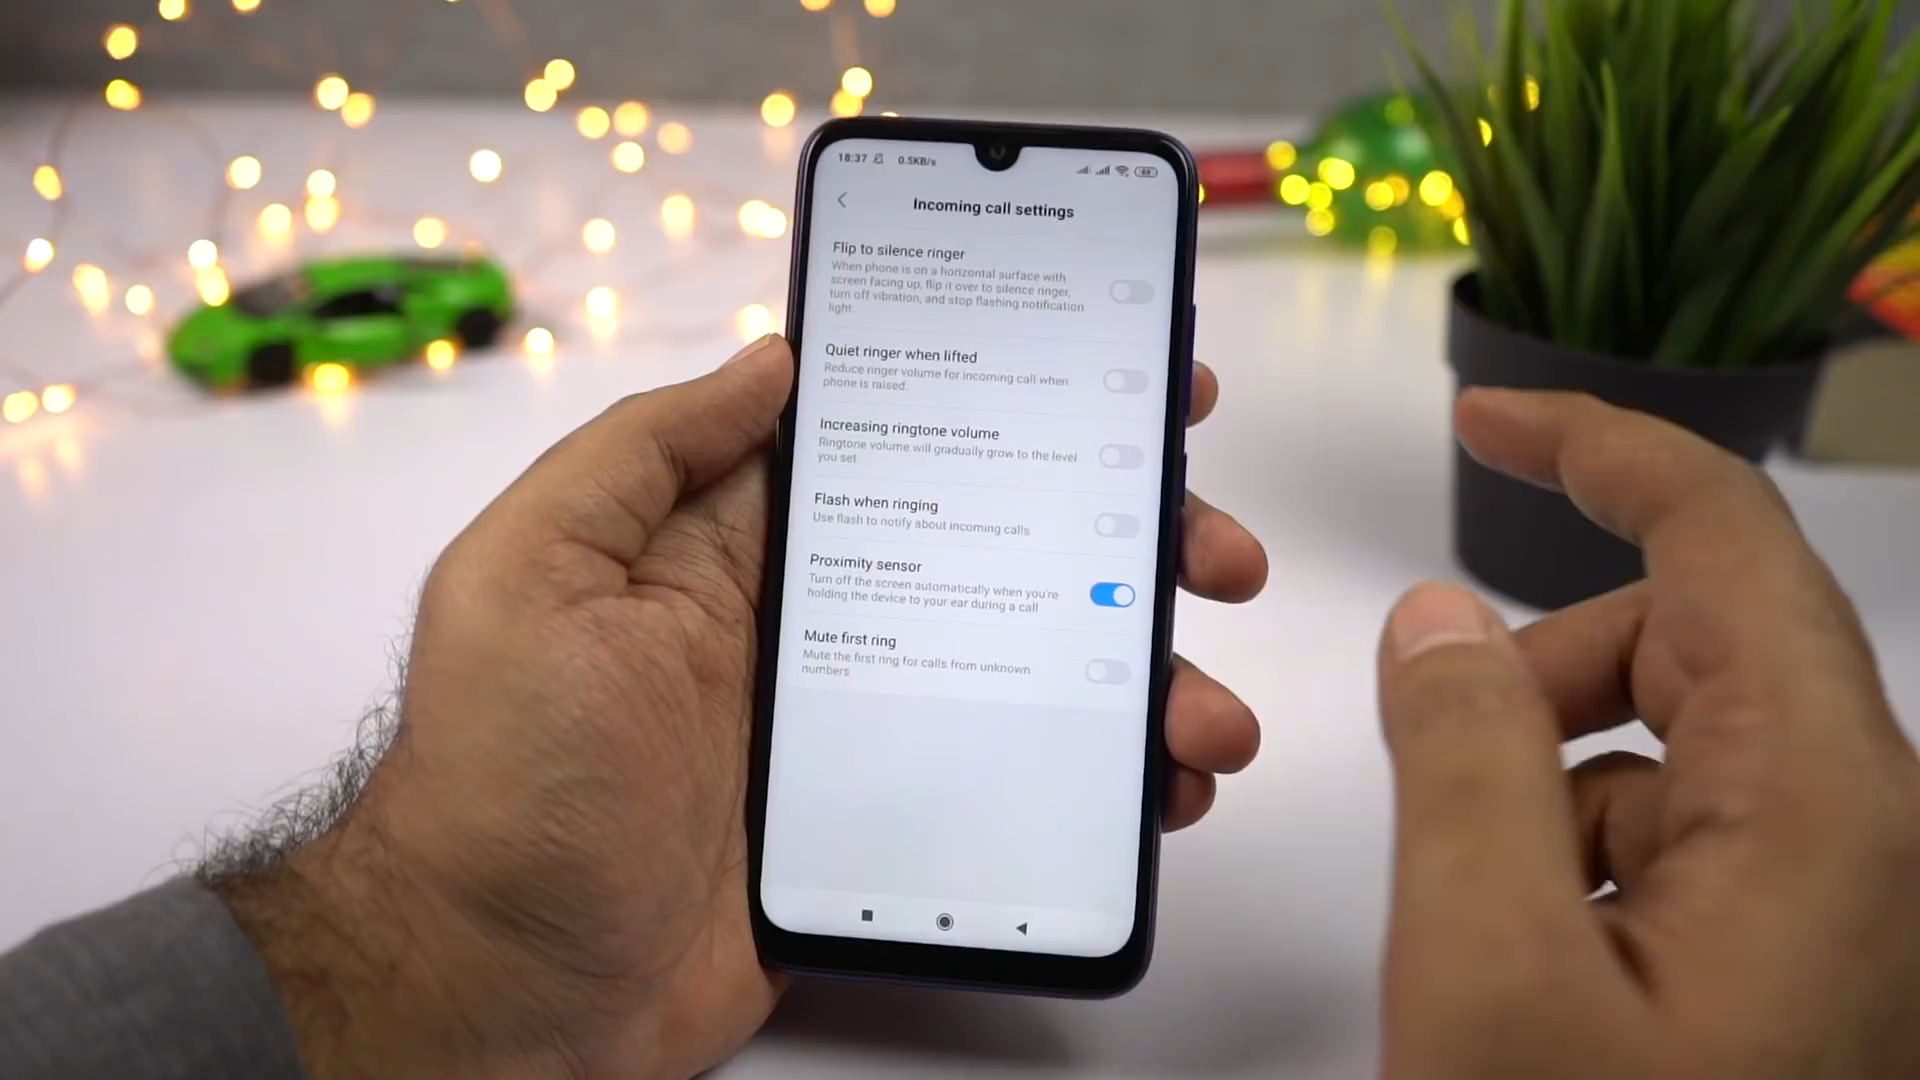 18:37 0.5KB/s 68
Incoming call settings
Flip to silence ringer
When phone is on a horizontal surface with
screen facing up, flip it over to silence ringer,
turn off vibration, and stop flashing notification
light.
Quiet ringer when lifted
Reduce ringer volume for incoming call when
phone is raised.
Increasing ringtone volume
Ringtone volume will gradually grow to the level
you set
Flash when ringing
Use flash to notify about incoming calls
Proximity sensor
Turn off the screen automatically when you're
holding the device to your ear during a call
Mute first ring
Mute the first ring for calls from unknown
numbers